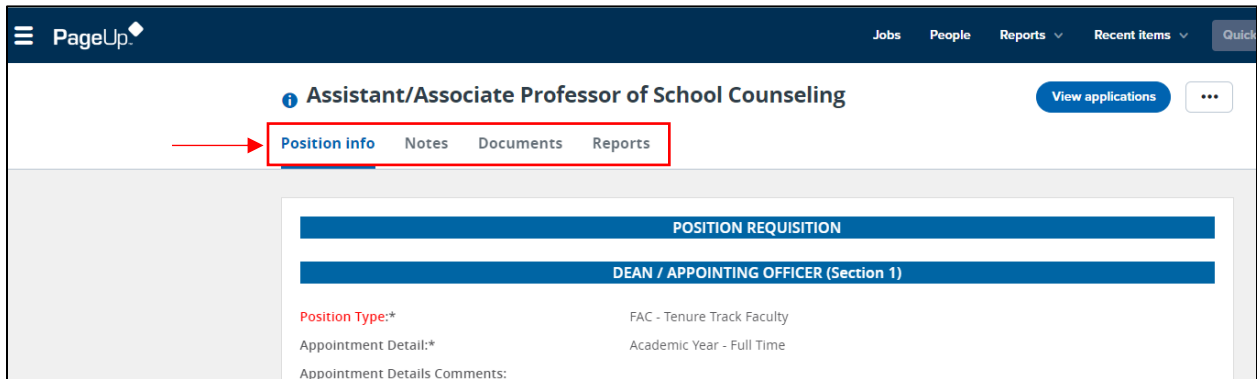 PageUp
Jobs People Reports Recent items Quick
Assistant/Associate Professor of School Counseling
View applications
Position info Notes Documents Reports
POSITION REQUISITION
DEAN / APPOINTING OFFICER (Section 1)
Position Type:* FAC - Tenure Track Faculty
Appointment Detail:* Academic Year - Full Time
Appointment Details Comments: